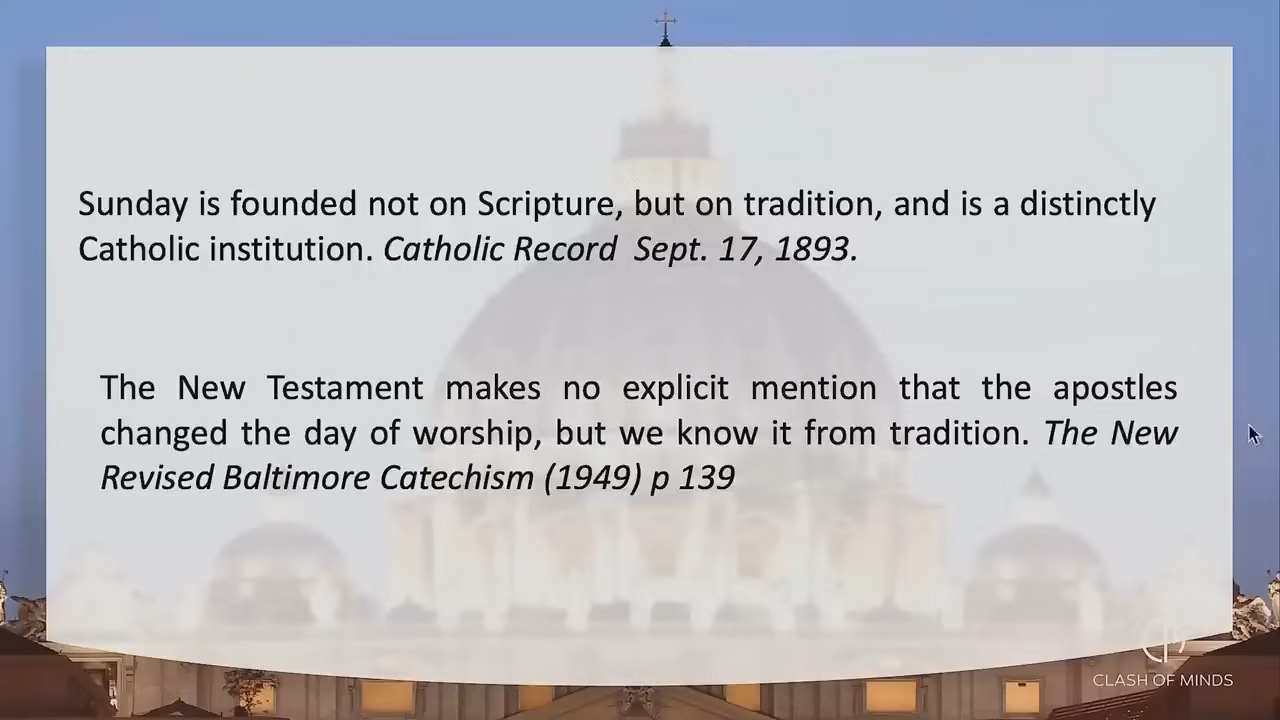 Sunday is founded not on Scripture, but on tradition, and is a distinctly
Catholic institution. Catholic Record  Sept. 17, 1893.
The New Testament makes no explicit mention that the apostles
changed the day of worship, but we know it from tradition. The New
Revised Baltimore Catechism (1949) p 139
CLASH OF MINDS